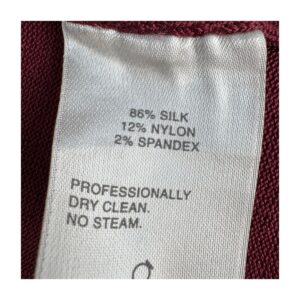 86% SILK
12% NYLON
2% SPANDEX
PROFESSIONALLY
DRY CLEAN.
NO STEAM.